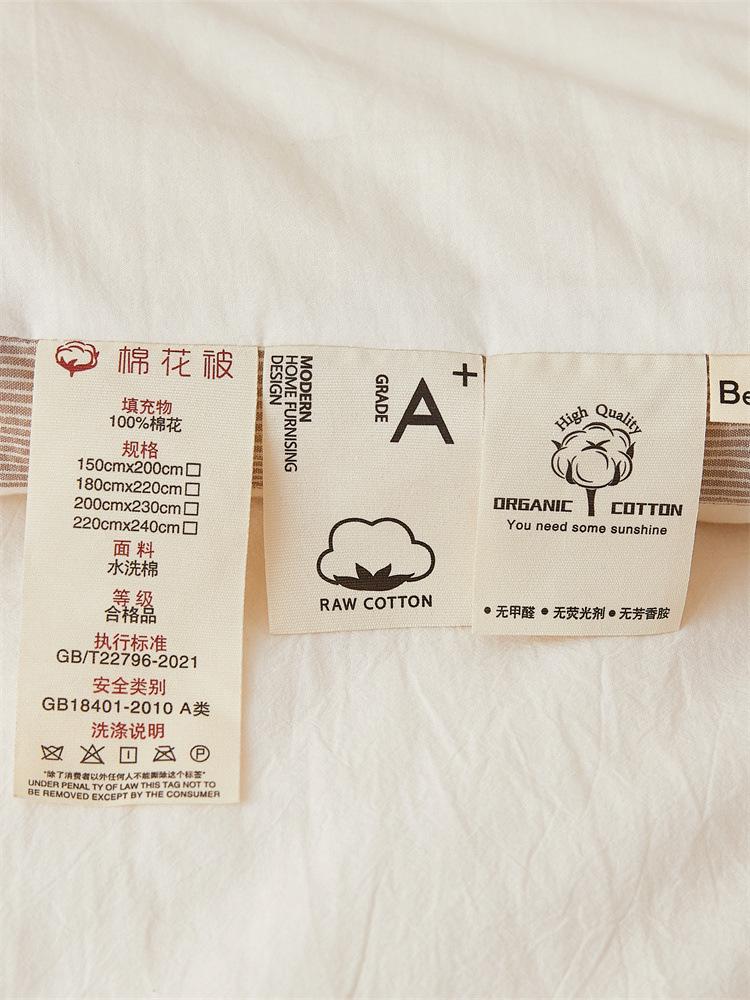 棉花被
填充物
100%棉花
规格
150cmx200cm
180cmx220cm
200cmx230cm
220cmx240cm
面料
水洗棉
等级
合格品
执行标准
GB/T22796-2021
安全类别
GB18401-2010 A类
洗涤说明
P
"除了消费者以外任何人不能撕除这个标签"
UNDER PENAL TY OF LAW THIS TAG NOT TO
BE REMOVED EXCEPT BY THE CONSUMER
MODERN
HOME FURNISING
DESIGN
GRADE
A+
RAW COTTON
High Quality
ORGANIC COTTON
You need some sunshine
• 无甲醛 • 无荧光剂 • 无芳香胺
Be